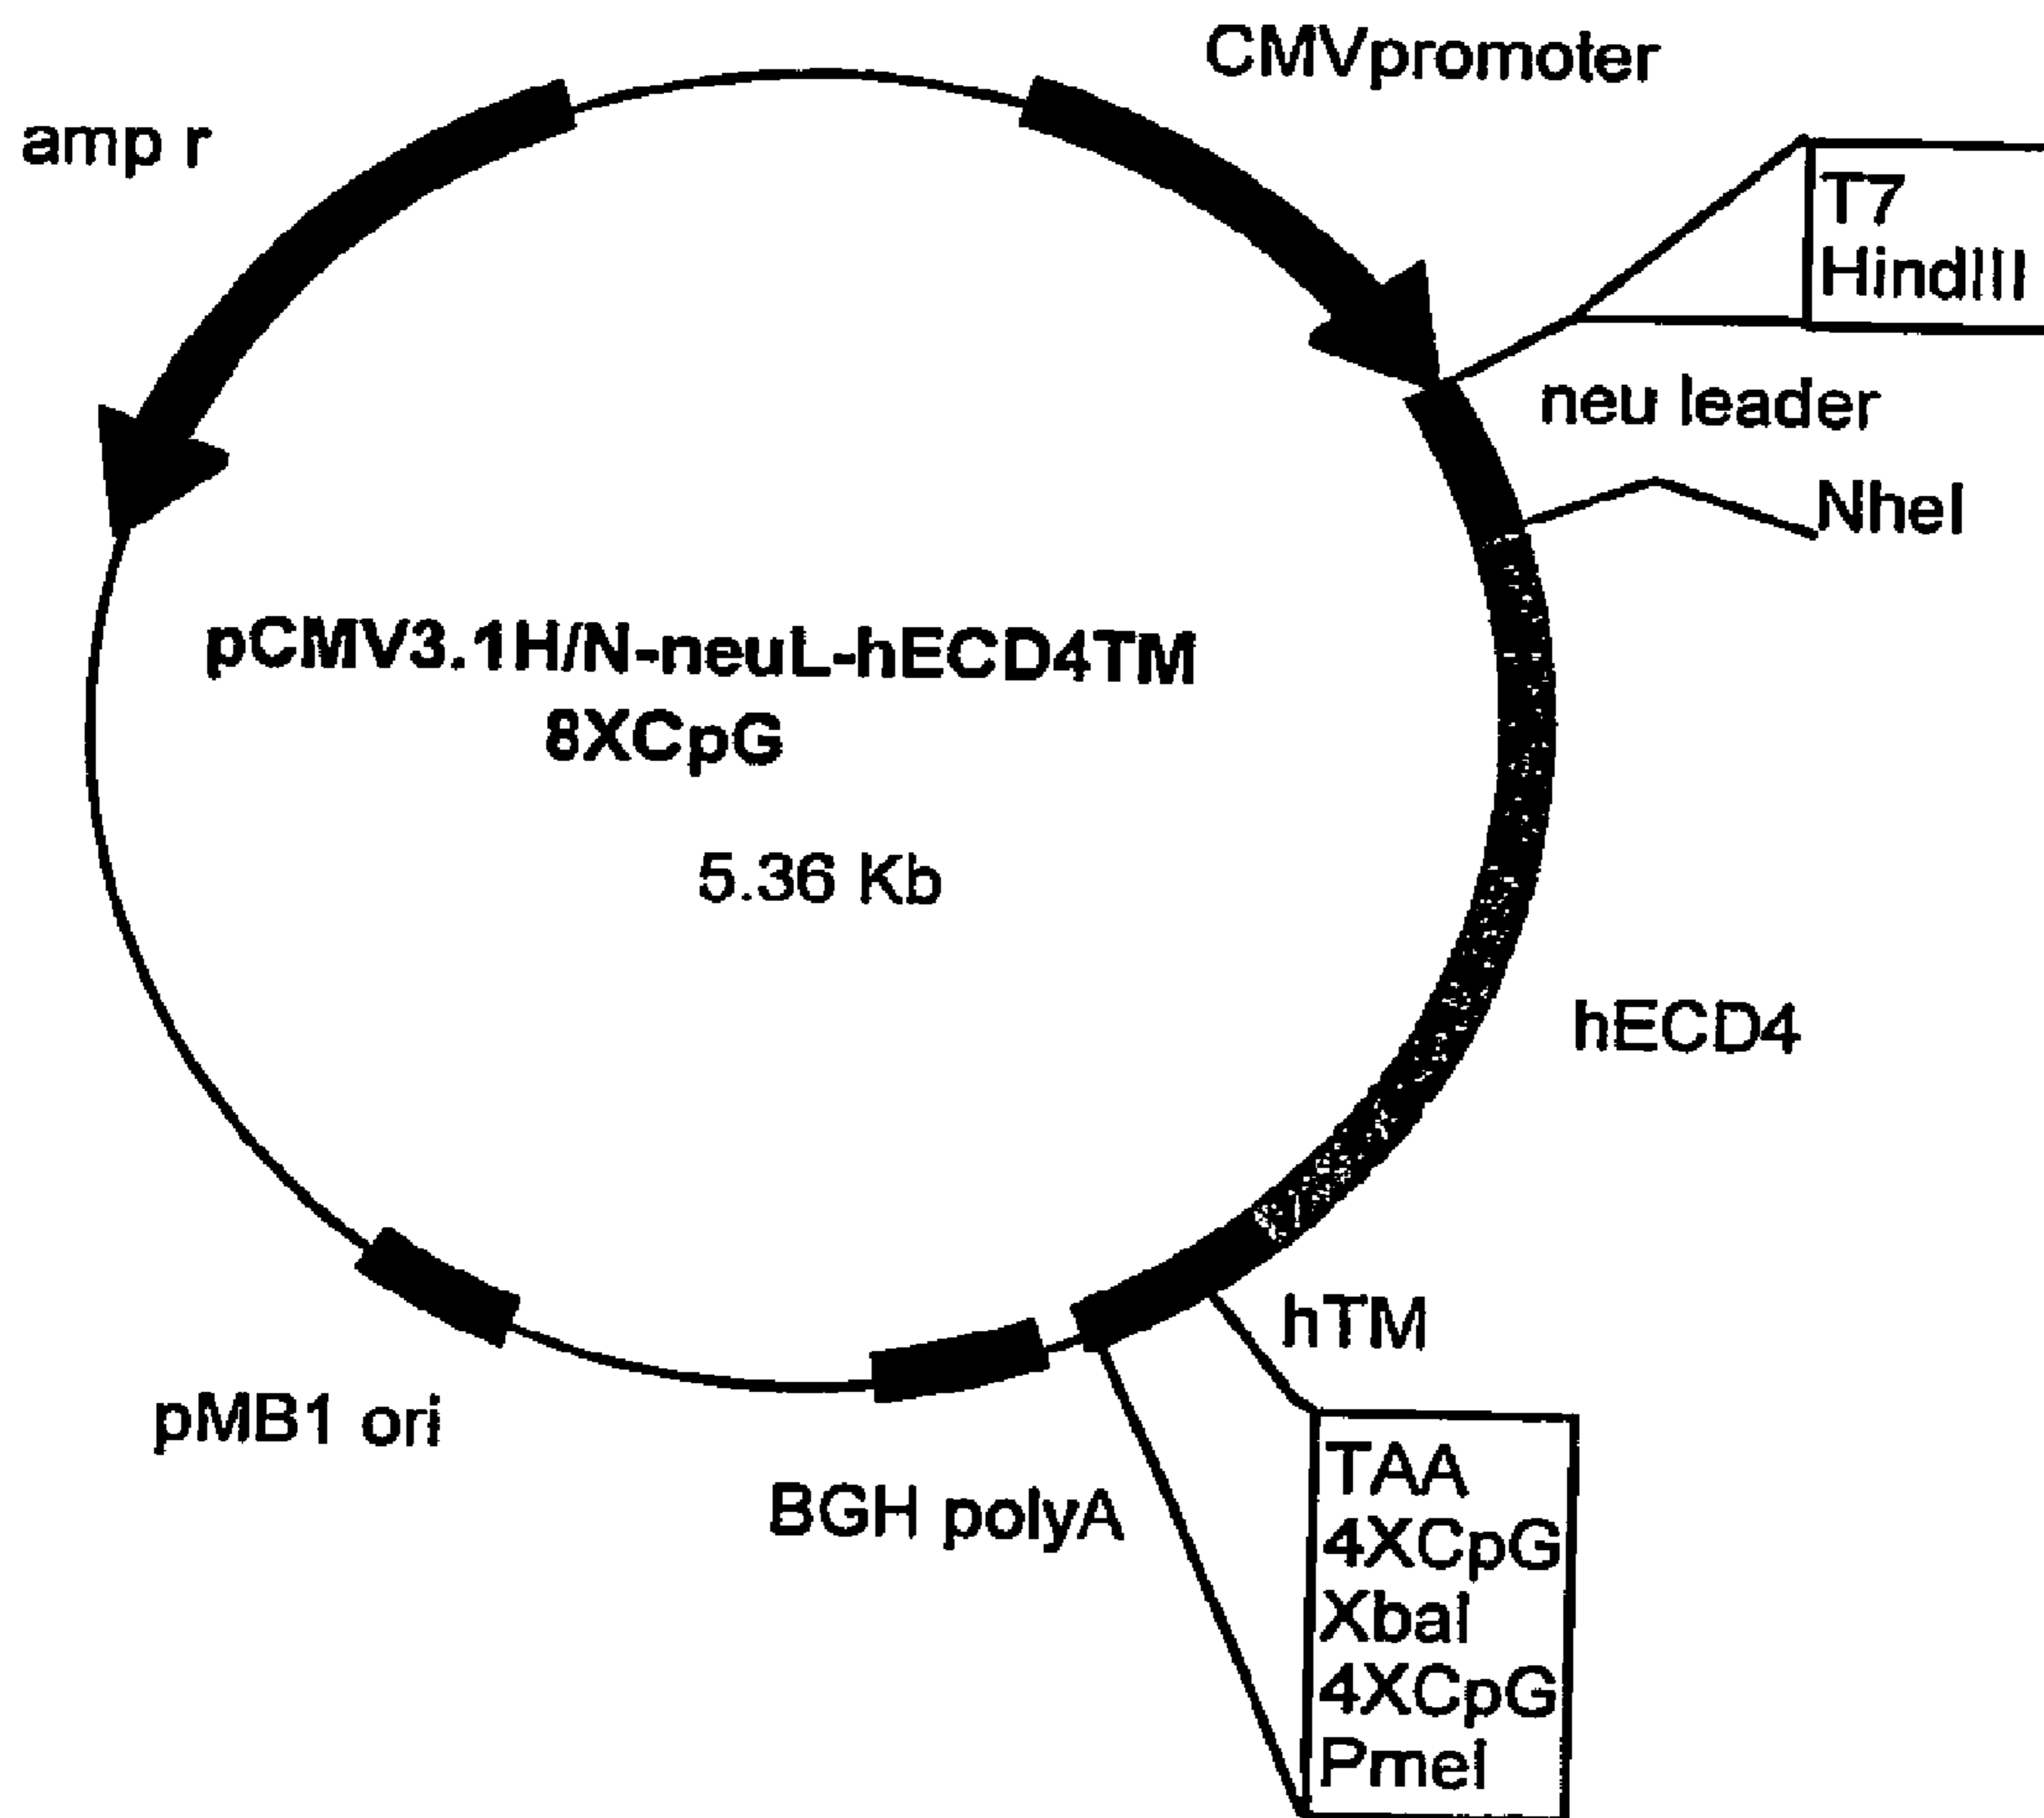 CMVpromoter
amp r
T7
HindIII
neu leader
NheI
pCMV3.1H/N-neuL-hECD4TM
8XCpG
5.36 Kb
hECD4
hTM
pMB1 ori
BGH polyA
TAA
4XCpG
XbaI
4XCpG
PmeI